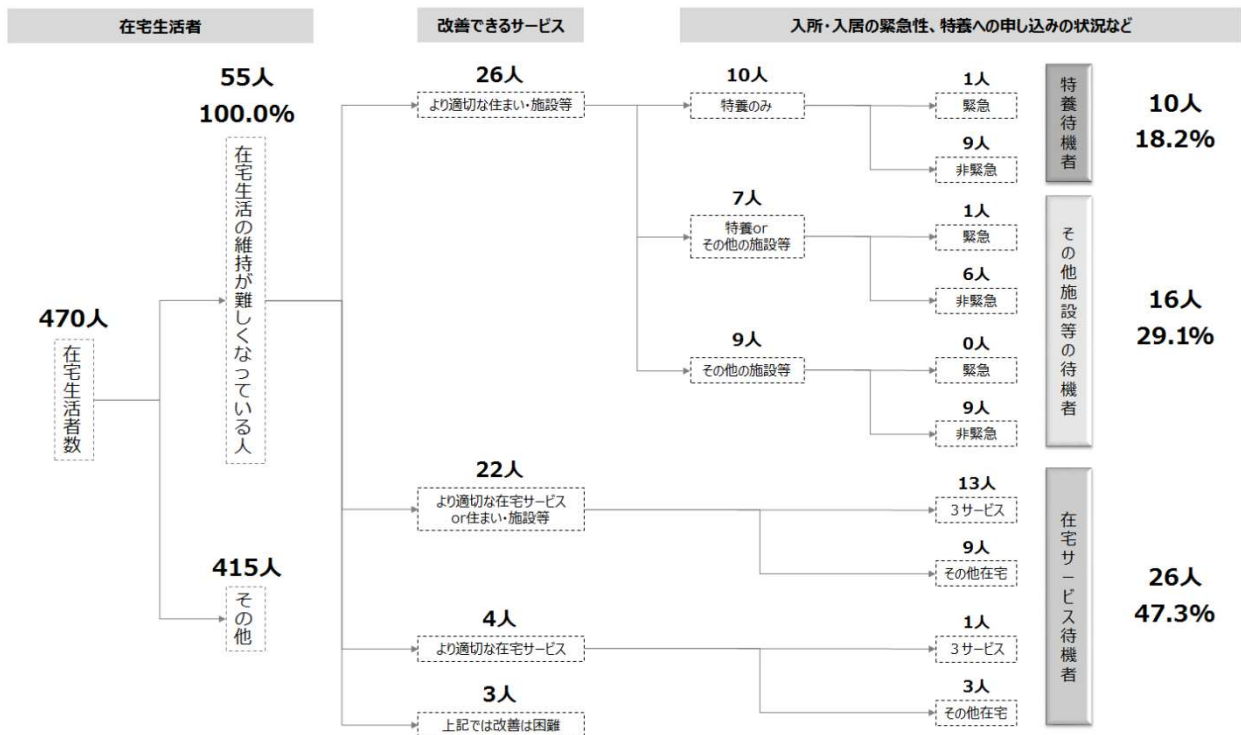 在宅生活者
改善できるサービス
入所・入居の緊急性、特養への申し込みの状況など
470人
在宅生活者数
55人
100.0%
在宅生活の維持が難しくなっている人
415人
その他
26人
より適切な住まい・施設等
10人
特養のみ
1人
緊急
9人
非緊急
7人
特養or
その他の施設等
1人
緊急
6人
非緊急
9人
その他の施設等
0人
緊急
9人
非緊急
22人
より適切な在宅サービス
or住まい・施設等
13人
3サービス
9人
その他在宅
4人
より適切な在宅サービス
1人
3サービス
3人
その他在宅
3人
上記では改善は困難
特養待機者
10人
18.2%
その他施設等の待機者
16人
29.1%
在宅サービス待機者
26人
47.3%